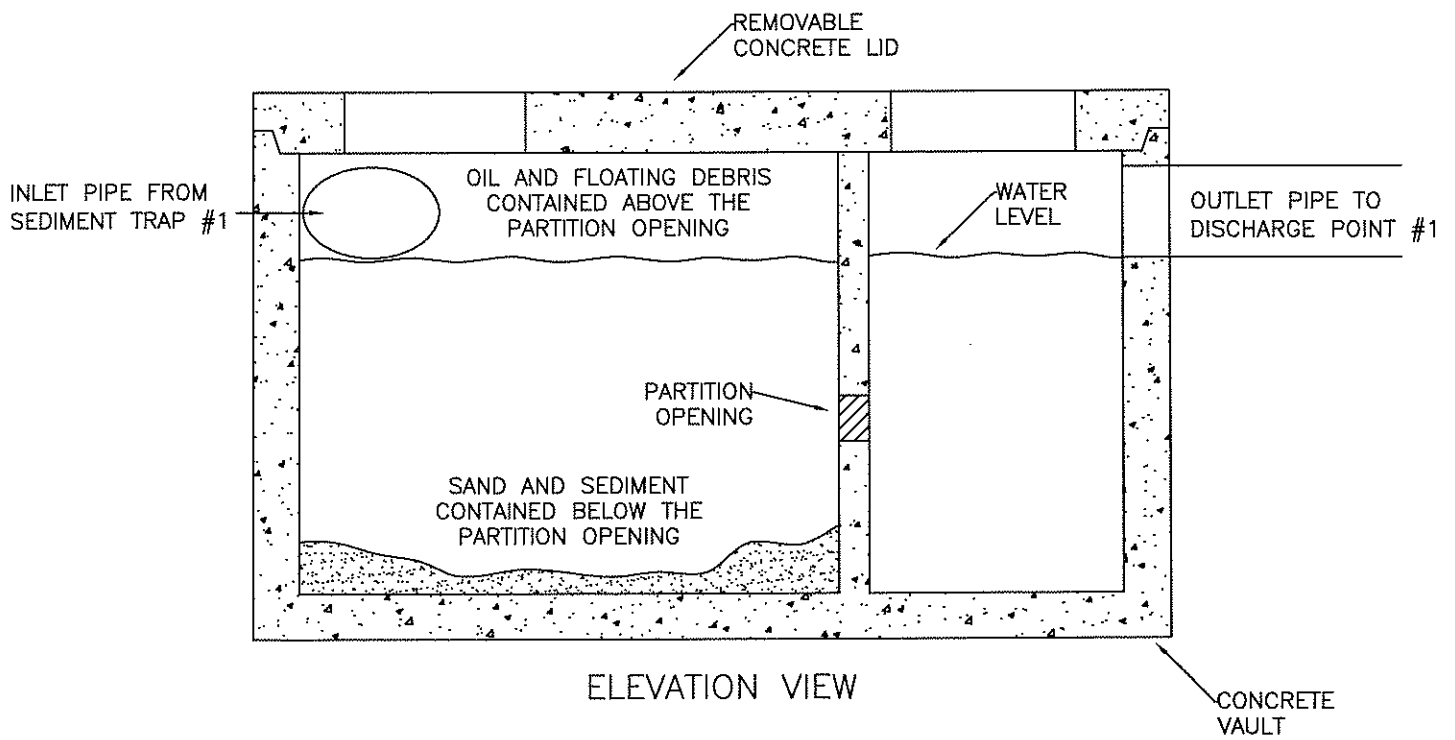 REMOVABLE
CONCRETE LID
INLET PIPE FROM
SEDIMENT TRAP #1
OIL AND FLOATING DEBRIS
CONTAINED ABOVE THE
PARTITION OPENING
WATER
LEVEL
OUTLET PIPE TO
DISCHARGE POINT #1
PARTITION
OPENING
SAND AND SEDIMENT
CONTAINED BELOW THE
PARTITION OPENING
ELEVATION VIEW
CONCRETE
VAULT